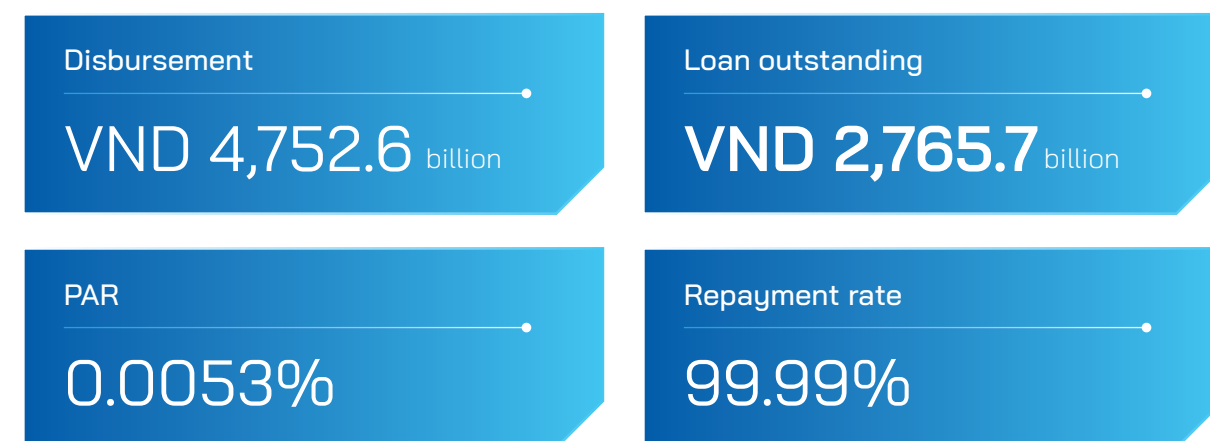 Disbursement
VND 4,752.6 billion
Loan outstanding
VND 2,765.7 billion
PAR
0.0053%
Repayment rate
99.99%